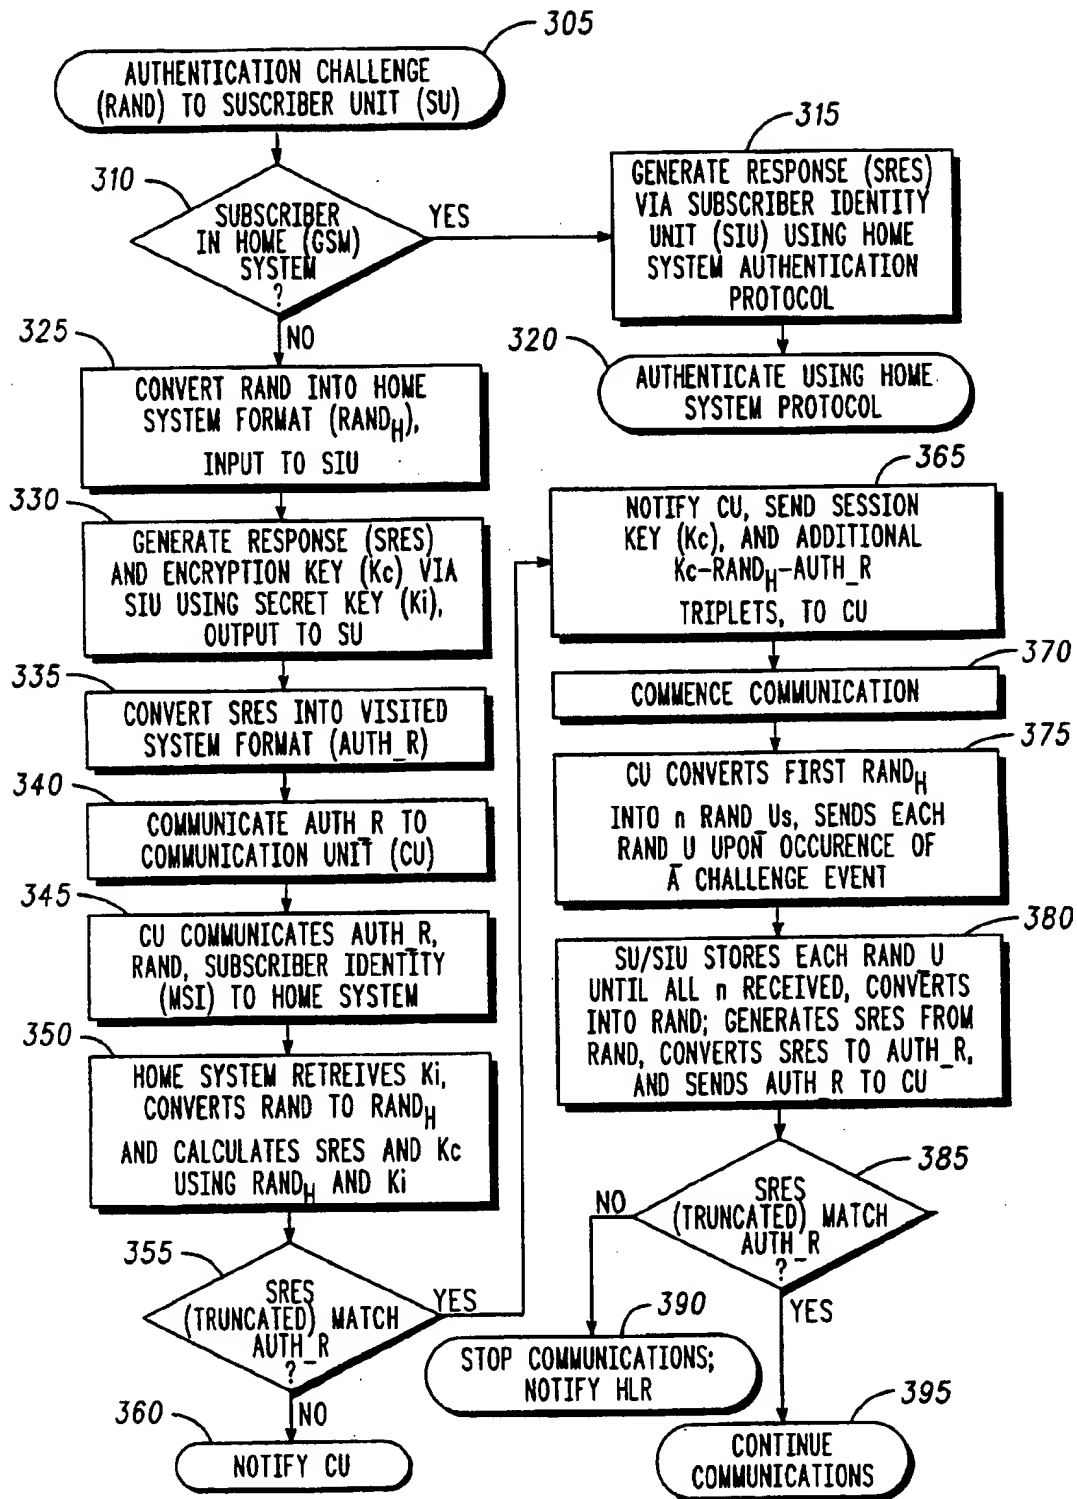 305
AUTHENTICATION CHALLENGE
(RAND) TO SUSCRIBER UNIT (SU)
310
SUBSCRIBER
IN HOME (GSM)
SYSTEM
?
YES
NO
315
GENERATE RESPONSE (SRES)
VIA SUBSCRIBER IDENTITY
UNIT (SIU) USING HOME
SYSTEM AUTHENTICATION
PROTOCOL
320
AUTHENTICATE USING HOME
SYSTEM PROTOCOL
325
CONVERT RAND INTO HOME
SYSTEM FORMAT (RANDH),
INPUT TO SIU
330
GENERATE RESPONSE (SRES)
AND ENCRYPTION KEY (Kc) VIA
SIU USING SECRET KEY (Ki),
OUTPUT TO SU
335
CONVERT SRES INTO VISITED
SYSTEM FORMAT (AUTH_R)
340
COMMUNICATE AUTH_R TO
COMMUNICATION UNIT (CU)
345
CU COMMUNICATES AUTH_R,
RAND, SUBSCRIBER IDENTITY
(MSI) TO HOME SYSTEM
350
HOME SYSTEM RETREIVES Ki,
CONVERTS RAND TO RANDH
AND CALCULATES SRES AND Kc
USING RANDH AND Ki
355
SRES
(TRUNCATED) MATCH
AUTH_R
?
YES
NO
360
NOTIFY CU
365
NOTIFY CU, SEND SESSION
KEY (Kc), AND ADDITIONAL
Kc-RANDH-AUTH_R
TRIPLETS, TO CU
370
COMMENCE COMMUNICATION
375
CU CONVERTS FIRST RANDH
INTO n RAND_Us, SENDS EACH
RAND_U UPON OCCURENCE OF
A CHALLENGE EVENT
380
SU/SIU STORES EACH RAND_U
UNTIL ALL n RECEIVED, CONVERTS
INTO RAND; GENERATES SRES FROM
RAND, CONVERTS SRES TO AUTH_R,
AND SENDS AUTH_R TO CU
385
SRES
(TRUNCATED) MATCH
AUTH_R
?
NO
YES
390
STOP COMMUNICATIONS;
NOTIFY HLR
395
CONTINUE
COMMUNICATIONS